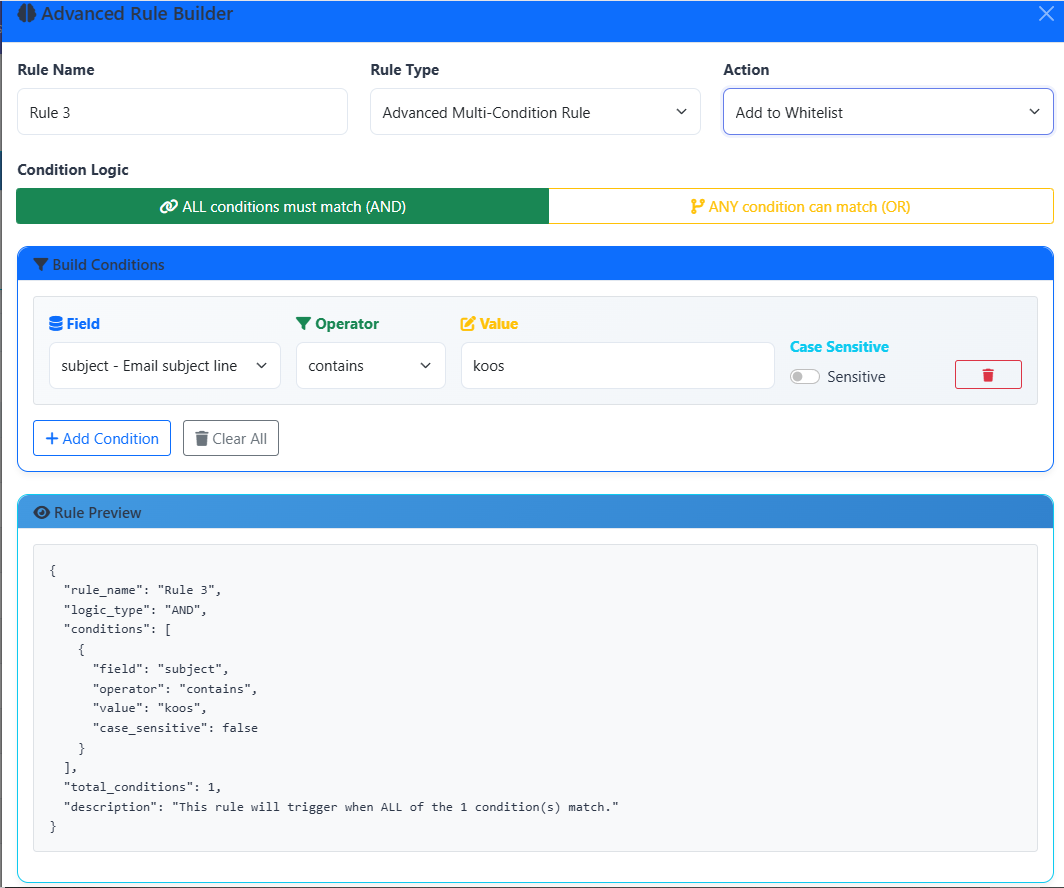 Advanced Rule Builder
Rule Name
Rule Type
Action
Rule 3
Advanced Multi-Condition Rule
Add to Whitelist
Condition Logic
ALL conditions must match (AND)
ANY condition can match (OR)
Build Conditions
Field
Operator
Value
Case Sensitive
subject - Email subject line
contains
koos
Sensitive
Add Condition
Clear All
Rule Preview
{
  "rule_name": "Rule 3",
  "logic_type": "AND",
  "conditions": [
    {
      "field": "subject",
      "operator": "contains",
      "value": "koos",
      "case_sensitive": false
    }
  ],
  "total_conditions": 1,
  "description": "This rule will trigger when ALL of the 1 condition(s) match."
}